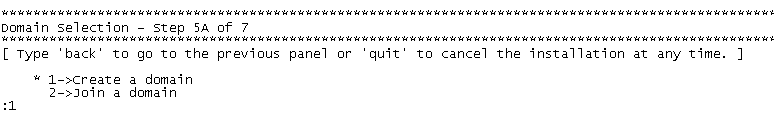 ************************************************************************************************
Domain Selection - Step 5A of 7
************************************************************************************************
[ Type 'back' to go to the previous panel or 'quit' to cancel the installation at any time. ]
* 1->Create a domain
2->Join a domain
:1